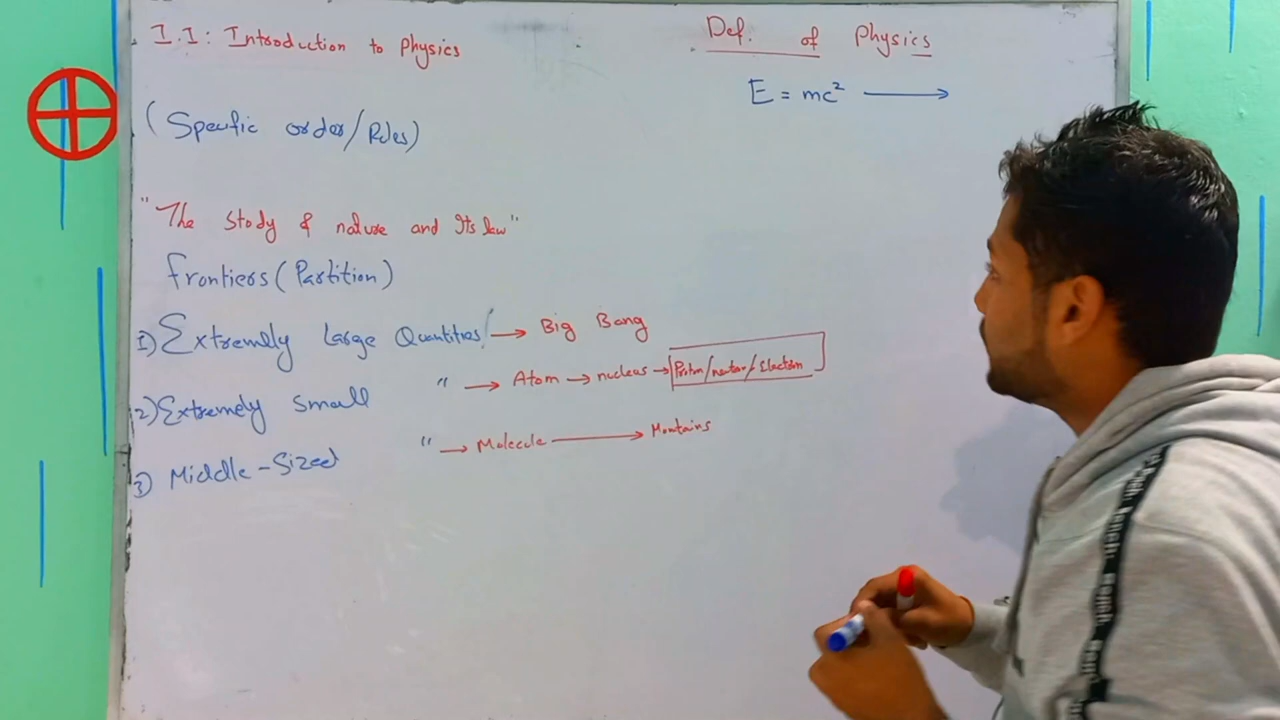 1.1: Introduction to Physics
(Specific order/Rules)
"The study of nature and Its law"
frontiers (Partition)
1) Extremely Large Quantities → Big Bang
2) Extremely small " → Atom → nucleus → Proton/neutron/Electron
3) Middle-Sized " → Molecule → Montains
Def. of Physics
E = mc² →